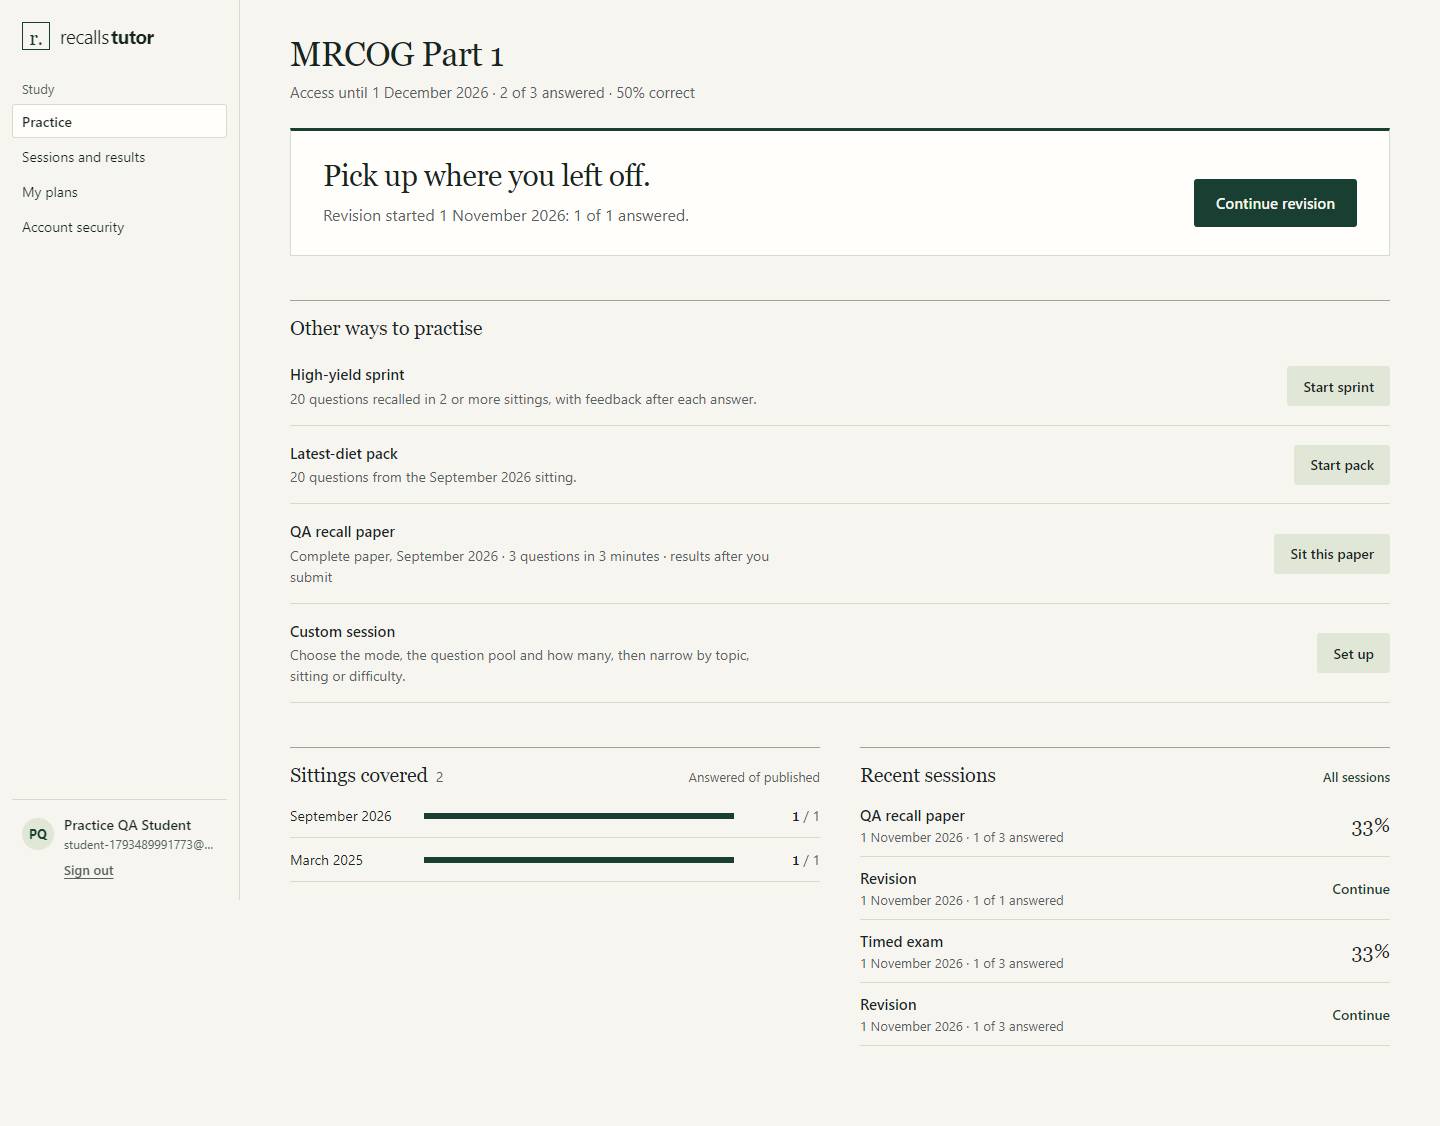 r. recallstutor
Study
Practice
Sessions and results
My plans
Account security
PQ
Practice QA Student
student-1793489991773@...
Sign out
MRCOG Part 1
Access until 1 December 2026 · 2 of 3 answered · 50% correct
Pick up where you left off.
Revision started 1 November 2026: 1 of 1 answered.
Continue revision
Other ways to practise
High-yield sprint
20 questions recalled in 2 or more sittings, with feedback after each answer.
Start sprint
Latest-diet pack
20 questions from the September 2026 sitting.
Start pack
QA recall paper
Complete paper, September 2026 · 3 questions in 3 minutes · results after you
submit
Sit this paper
Custom session
Choose the mode, the question pool and how many, then narrow by topic,
sitting or difficulty.
Set up
Sittings covered 2 Answered of published
September 2026 1 / 1
March 2025 1 / 1
Recent sessions All sessions
QA recall paper
1 November 2026 · 1 of 3 answered
33%
Revision
1 November 2026 · 1 of 1 answered
Continue
Timed exam
1 November 2026 · 1 of 3 answered
33%
Revision
1 November 2026 · 1 of 3 answered
Continue